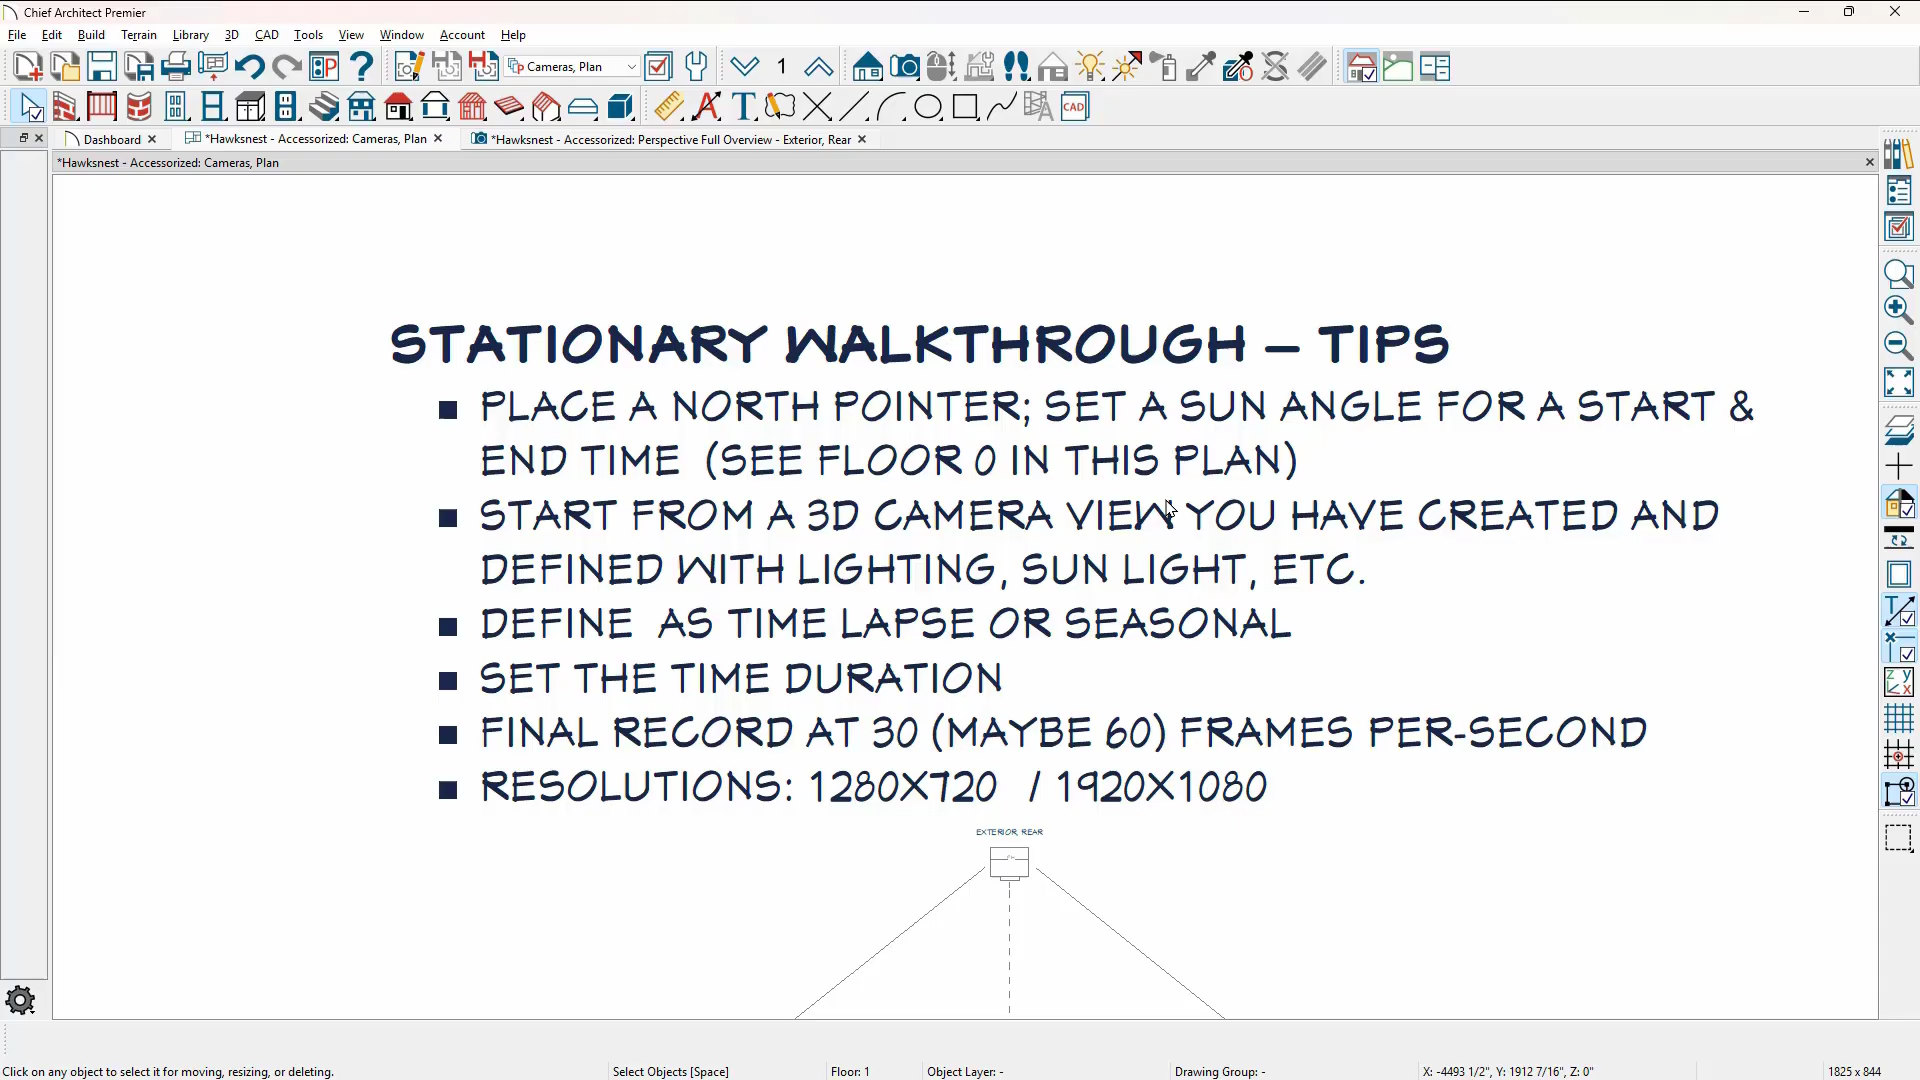 Chief Architect Premier
File Edit Build Terrain Library 3D CAD Tools View Window Account Help
Cameras, Plan 1
CAD
Dashboard *Hawksnest - Accessorized: Cameras, Plan *Hawksnest - Accessorized: Perspective Full Overview - Exterior, Rear
*Hawksnest - Accessorized: Cameras, Plan
STATIONARY WALKTHROUGH – TIPS
■ PLACE A NORTH POINTER; SET A SUN ANGLE FOR A START &
END TIME (SEE FLOOR 0 IN THIS PLAN)
■ START FROM A 3D CAMERA VIEW YOU HAVE CREATED AND
DEFINED WITH LIGHTING, SUN LIGHT, ETC.
■ DEFINE AS TIME LAPSE OR SEASONAL
■ SET THE TIME DURATION
■ FINAL RECORD AT 30 (MAYBE 60) FRAMES PER-SECOND
■ RESOLUTIONS: 1280X720 / 1920X1080
EXTERIOR, REAR
Click on any object to select it for moving, resizing, or deleting. Select Objects [Space] Floor: 1 Object Layer: - Drawing Group: - X: -4493 1/2", Y: 1912 7/16", Z: 0" 1825 x 844